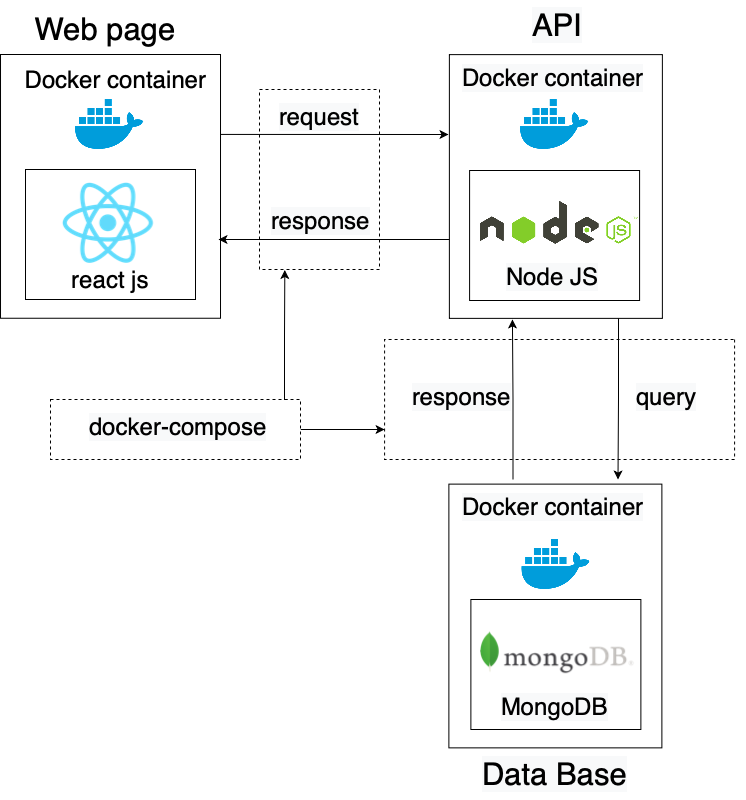 Web page
API
Docker container
Docker container
request
response
react js
node JS
Node JS
docker-compose
response
query
Docker container
mongoDB
MongoDB
Data Base